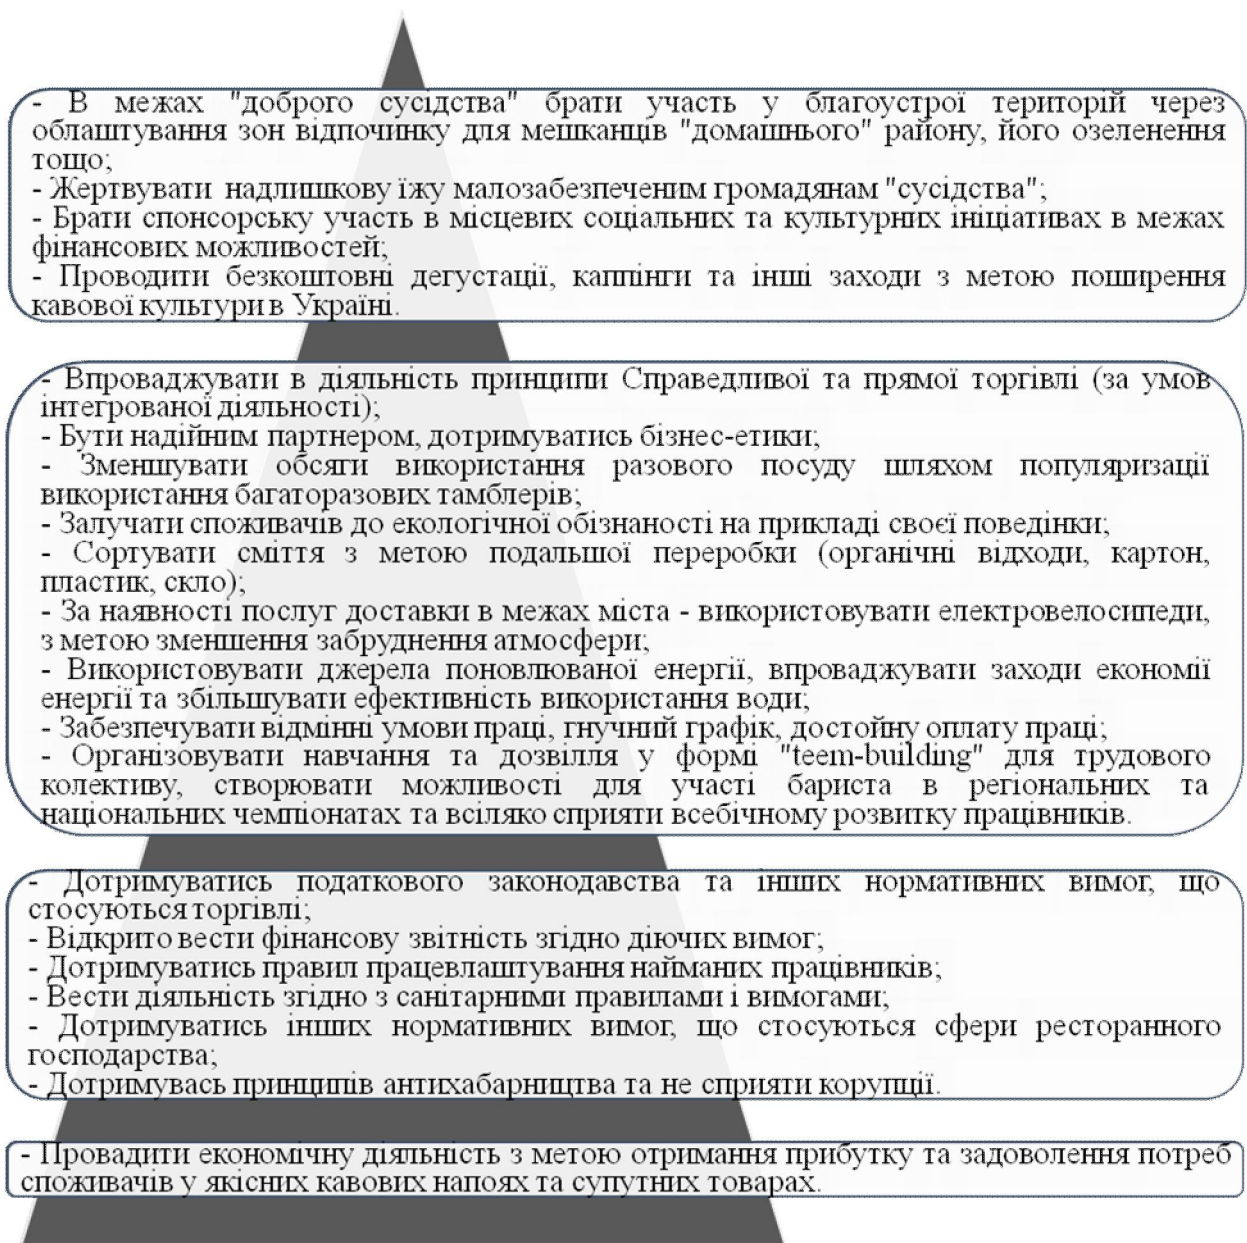 - В межах "доброго сусідства" брати участь у благоустрої територій через
облаштування зон відпочинку для мешканців "домашнього" району, його озеленення
тощо;
- Жертвувати надлишкову їжу малозабезпеченим громадянам "сусідства";
- Брати спонсорську участь в місцевих соціальних та культурних ініціативах в межах
фінансових можливостей;
- Проводити безкоштовні дегустації, каппінги та інші заходи з метою поширення
кавової культури в Україні.
- Впроваджувати в діяльність принципи Справедливої та прямої торгівлі (за умов
інтегрованої діяльності);
- Бути надійним партнером, дотримуватись бізнес-етики;
- Зменшувати обсяги використання разового посуду шляхом популяризації
використання багаторазових тамблерів;
- Залучати споживачів до екологічної обізнаності на прикладі своєї поведінки;
- Сортувати сміття з метою подальшої переробки (органічні відходи, картон,
пластик, скло);
- За наявності послуг доставки в межах міста - використовувати електровелосипеди,
з метою зменшення забруднення атмосфери;
- Використовувати джерела поновлюваної енергії, впроваджувати заходи економії
енергії та збільшувати ефективність використання води;
- Забезпечувати відмінні умови праці, гнучний графік, достойну оплату праці;
- Організовувати навчання та дозвілля у формі "teem-building" для трудового
колективу, створювати можливості для участі бариста в регіональних та
національних чемпіонатах та всіляко сприяти всебічному розвитку працівників.
- Дотримуватись податкового законодавства та інших нормативних вимог, що
стосуються торгівлі;
- Відкрито вести фінансову звітність згідно діючих вимог;
- Дотримуватись правил працевлаштування найманих працівників;
- Вести діяльність згідно з санітарними правилами і вимогами;
- Дотримуватись інших нормативних вимог, що стосуються сфери ресторанного
господарства;
- Дотримувась принципів антихабарництва та не сприяти корупції.
- Провадити економічну діяльність з метою отримання прибутку та задоволення потреб
споживачів у якісних кавових напоях та супутних товарах.